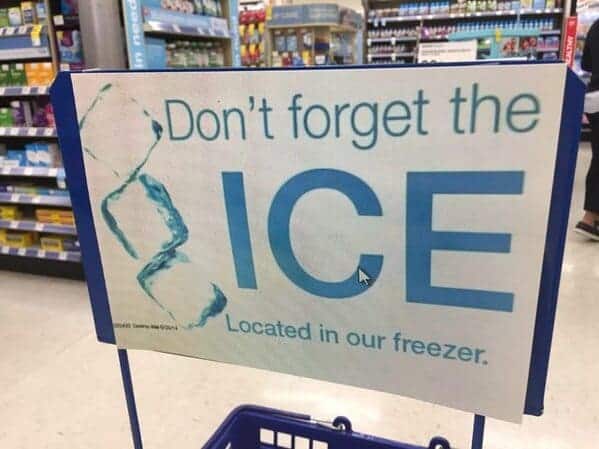 Don't forget the
ICE
Located in our freezer.